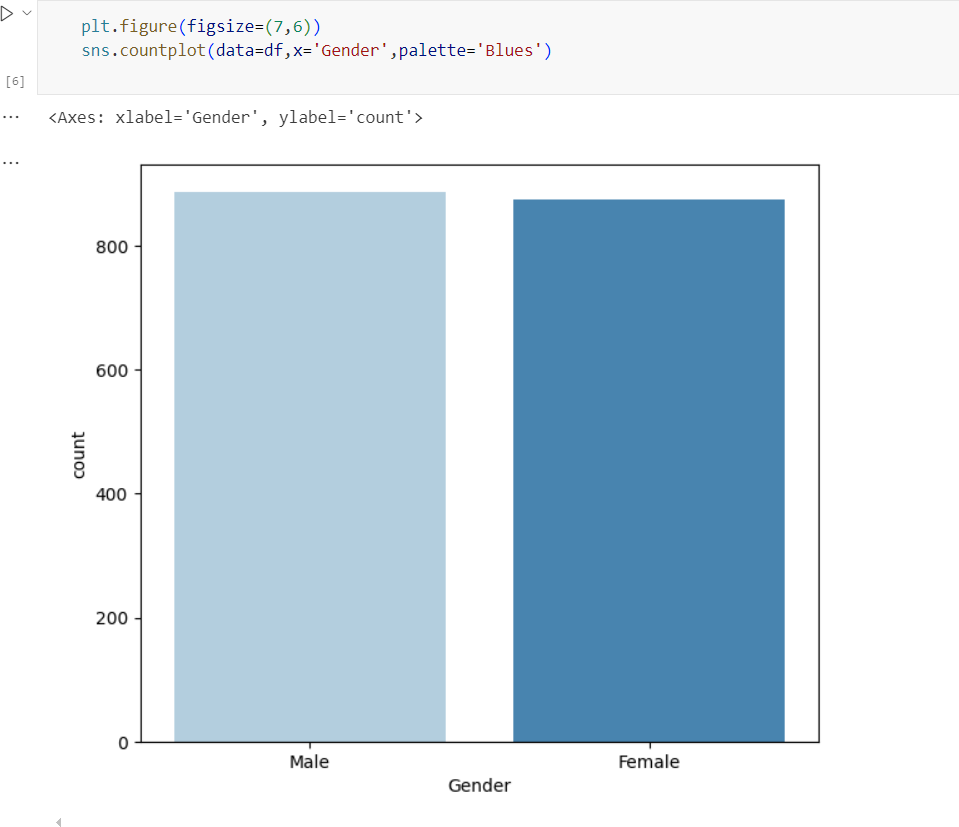 plt.figure(figsize=(7,6))
sns.countplot(data=df,x='Gender',palette='Blues')
[6]
... <Axes: xlabel='Gender', ylabel='count'>
...
800
600
400
200
0
count
Male Female
Gender